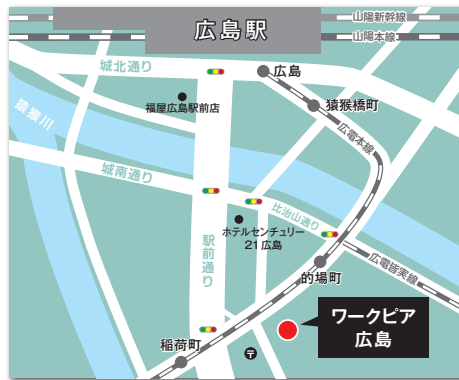 広島駅
山陽新幹線
山陽本線
城北通り
広島
福屋広島駅前店
猿猴橋町
猿猴川
広電本線
城南通り
比治山通り
ホテルセンチュリー
21広島
駅前通り
広電皆実線
的場町
ワークピア
広島
稲荷町
〒